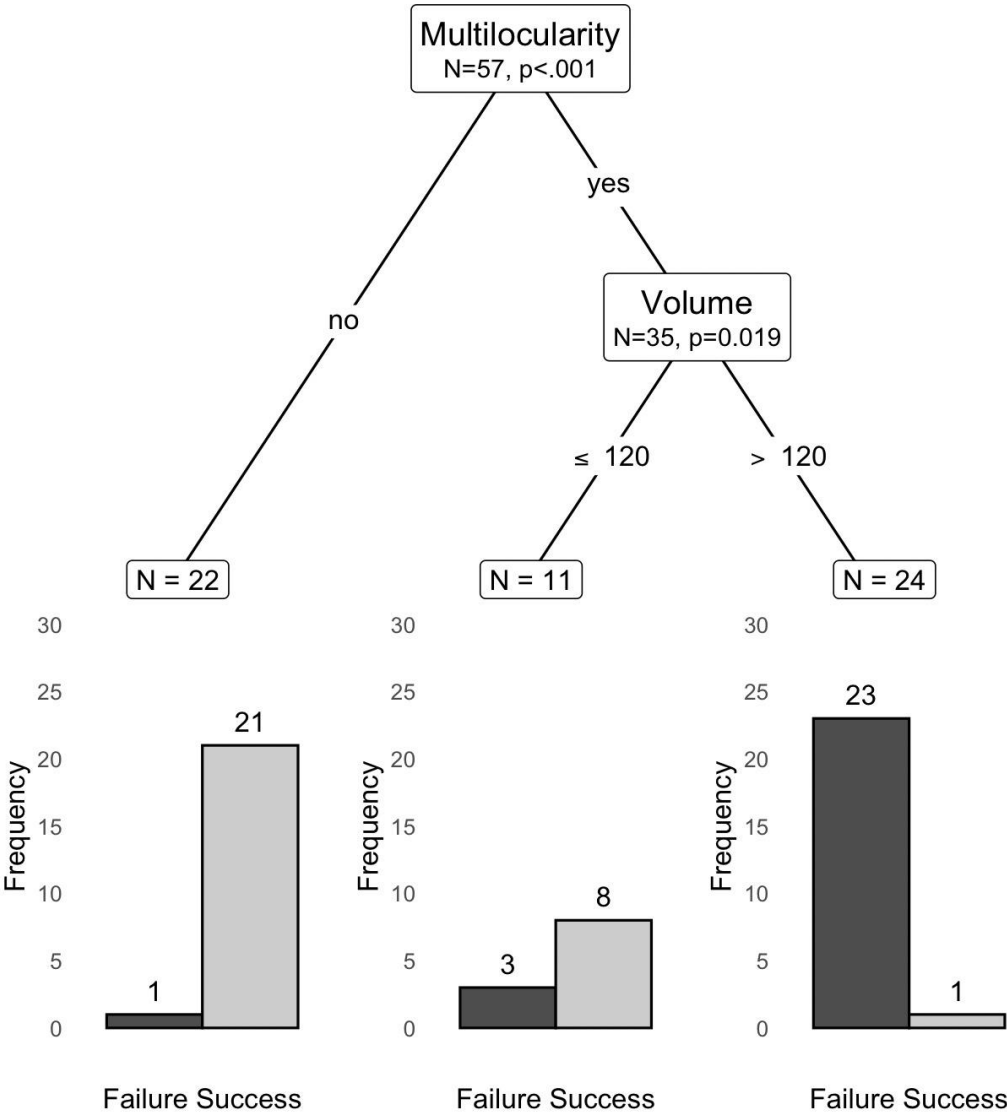 Multilocularity
N=57, p<.001
yes
Volume
N=35, p=0.019
no
≤ 120
> 120
N = 22
N = 11
N = 24
30
25
20
15
10
5
0
Frequency
1
21
Failure Success
30
25
20
15
10
5
0
Frequency
3
8
Failure Success
30
25
20
15
10
5
0
Frequency
23
1
Failure Success